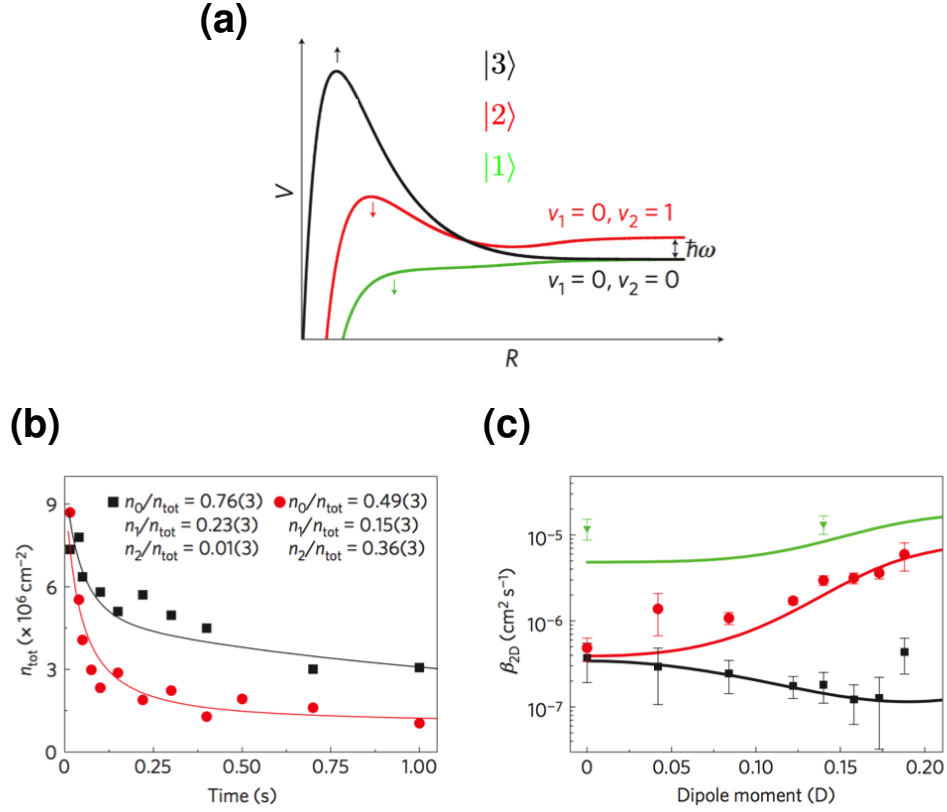 (a)
|3⟩
|2⟩
|1⟩
V
v₁ = 0, v₂ = 1
ħω
v₁ = 0, v₂ = 0
R
(b)
n₀/nₜₒₜ = 0.76(3) n₀/nₜₒₜ = 0.49(3)
n₁/nₜₒₜ = 0.23(3) n₁/nₜₒₜ = 0.15(3)
n₂/nₜₒₜ = 0.01(3) n₂/nₜₒₜ = 0.36(3)
nₜₒₜ (× 10⁶ cm⁻²)
9
6
3
0
0 0.25 0.50 0.75 1.00
Time (s)
(c)
β₂D (cm² s⁻¹)
10⁻⁵
10⁻⁶
10⁻⁷
0 0.05 0.10 0.15 0.20
Dipole moment (D)